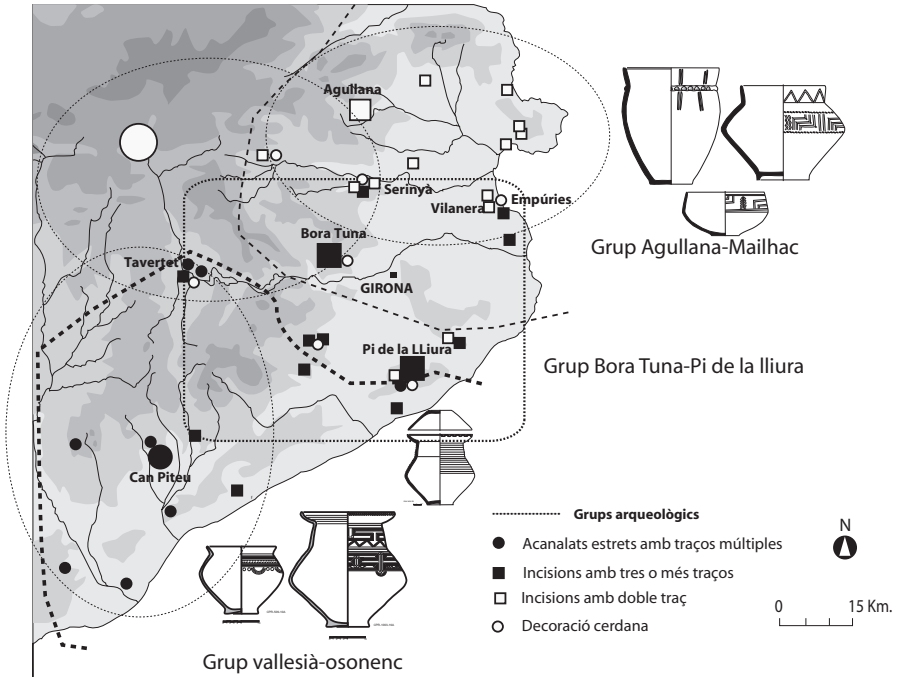 Agullana
Serinyà
Vilanera
Empúries
Bora Tuna
Tavertet
GIRONA
Pi de la LLiura
Can Piteu
Grup Agullana-Mailhac
Grup Bora Tuna-Pi de la lliura
Grup vallesià-osonenc
Grups arqueològics
Acanalats estrets amb traços múltiples
Incisions amb tres o més traços
Incisions amb doble traç
Decoració cerdana
N
0 15 Km.